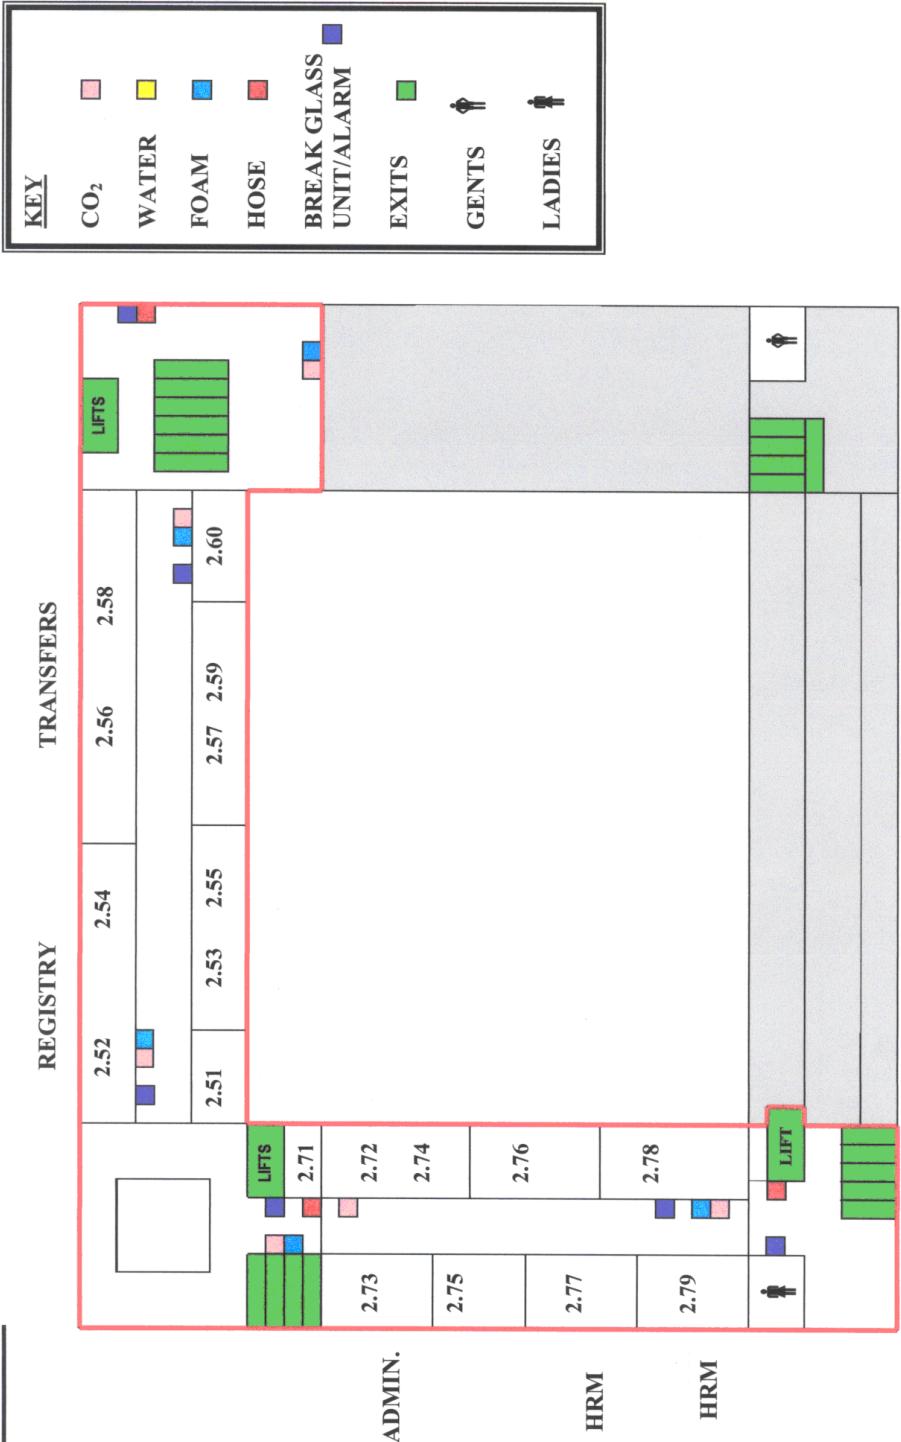 KEY
CO₂
WATER
FOAM
HOSE
BREAK GLASS
UNIT/ALARM
EXITS
GENTS
LADIES
REGISTRY
TRANSFERS
2.52
2.54
2.56
2.58
LIFTS
2.51
2.53
2.55
2.57
2.59
2.60
LIFTS
2.71
2.72
2.74
2.76
2.78
LIFT
2.73
2.75
2.77
2.79
ADMIN.
HRM
HRM